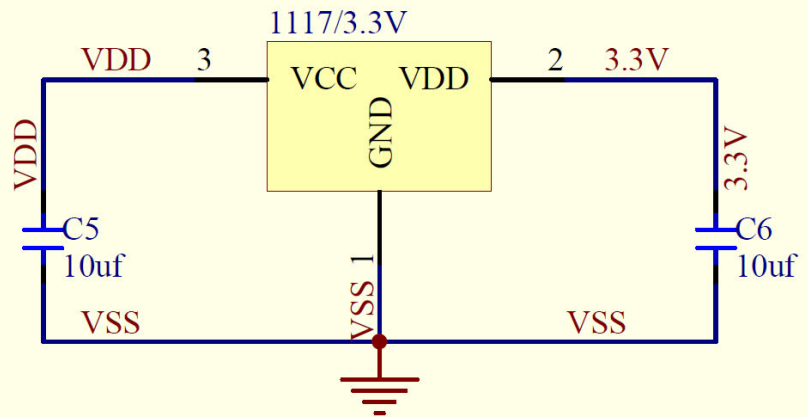 1117/3.3V
VDD
3
VCC
VDD
2
3.3V
GND
VDD
3.3V
C5
10uf
C6
10uf
1
VSS
VSS
VSS